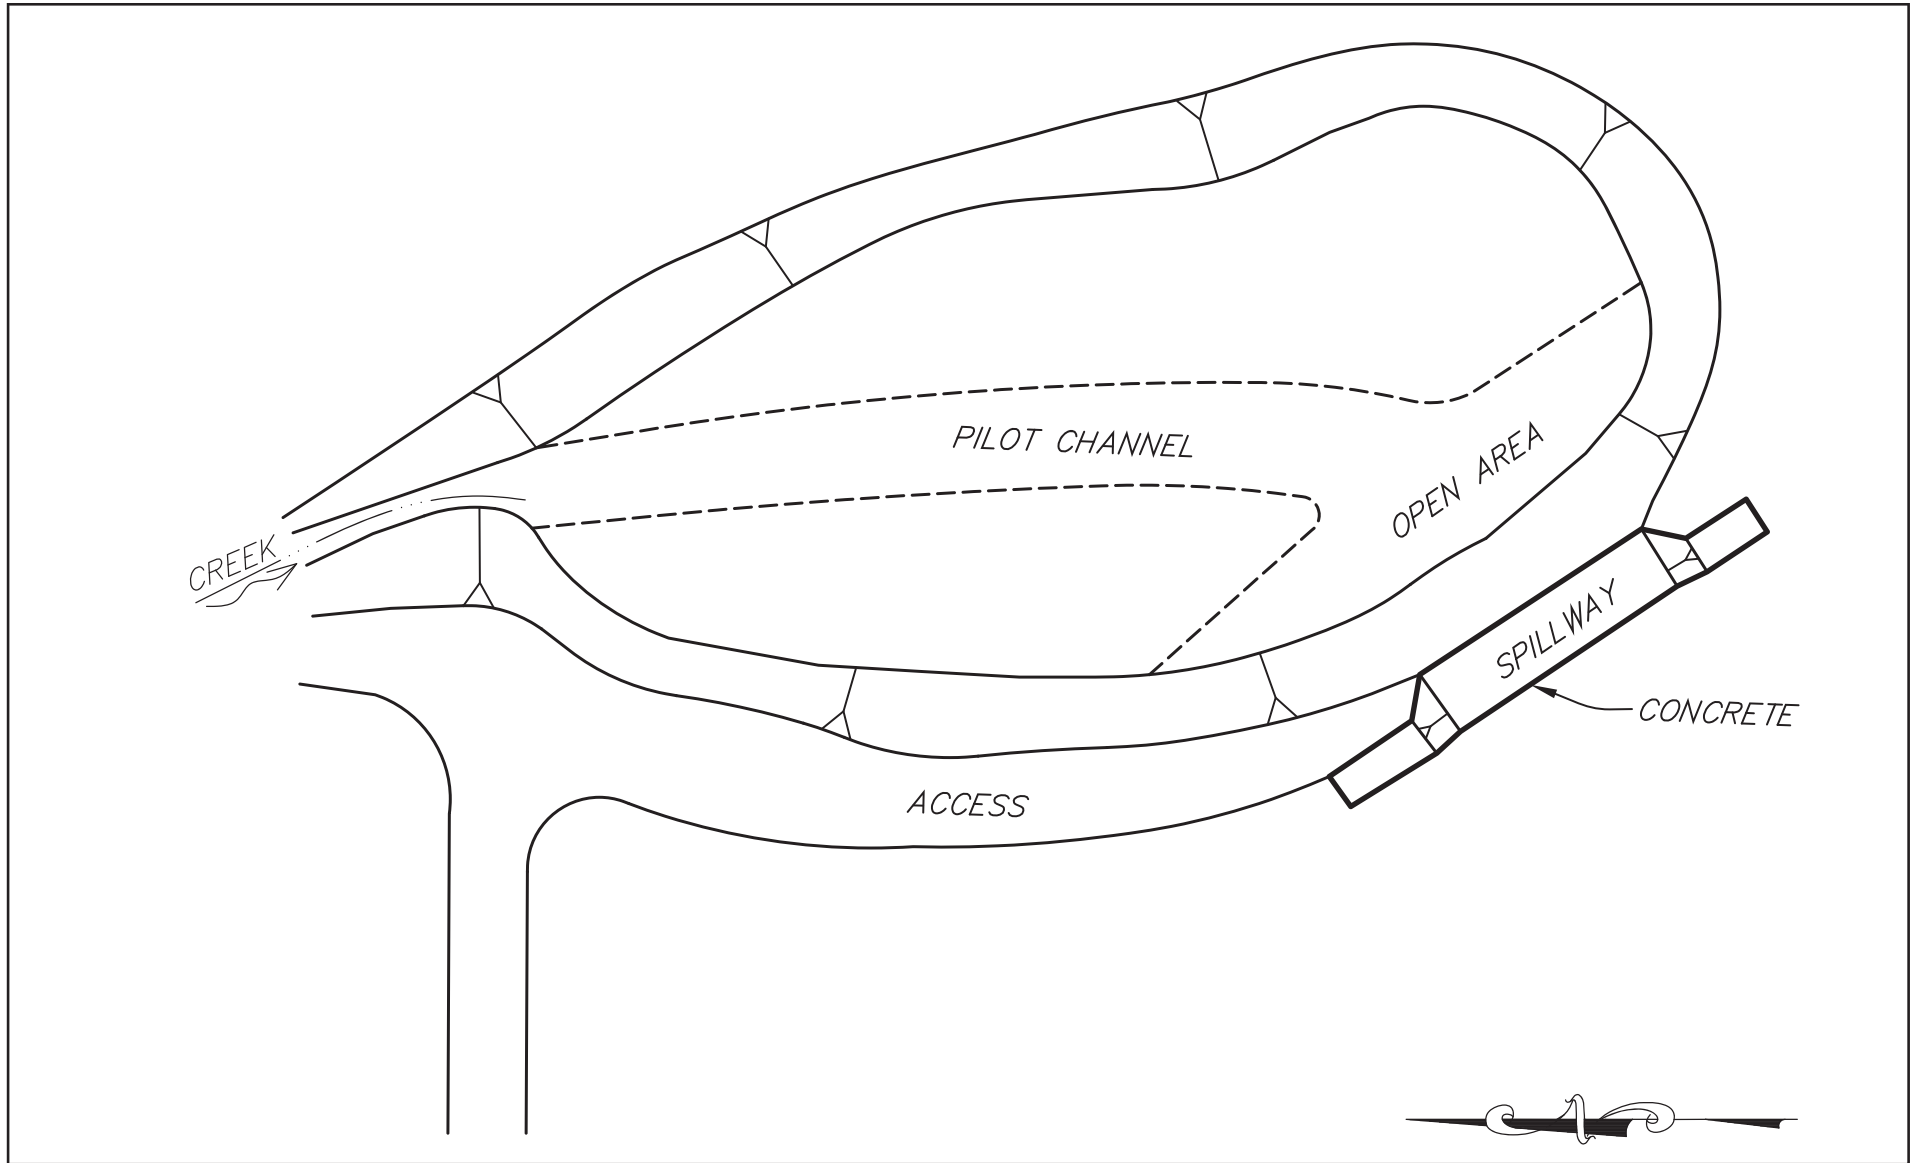 PILOT CHANNEL
OPEN AREA
CREEK
SPILLWAY
CONCRETE
ACCESS
N